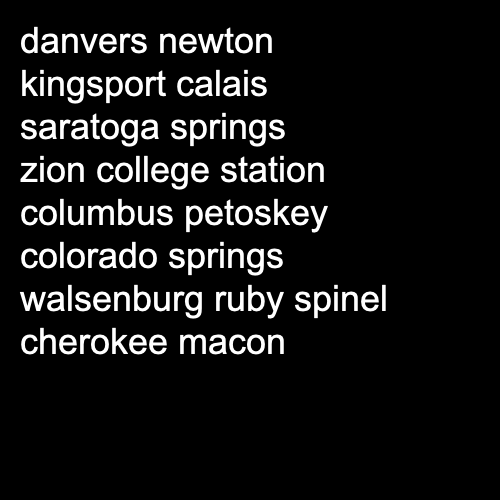 danvers newton
kingsport calais
saratoga springs
zion college station
columbus petoskey
colorado springs
walsenburg ruby spinel
cherokee macon